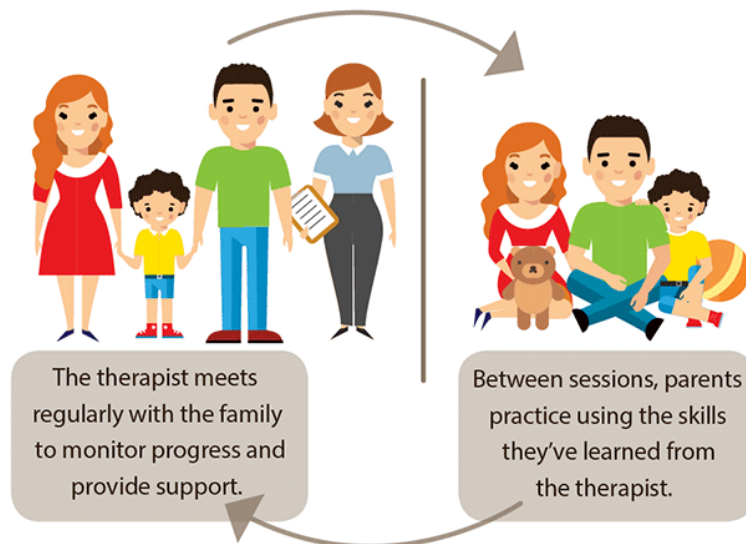 The therapist meets
regularly with the family
to monitor progress and
provide support.
Between sessions, parents
practice using the skills
they’ve learned from
the therapist.